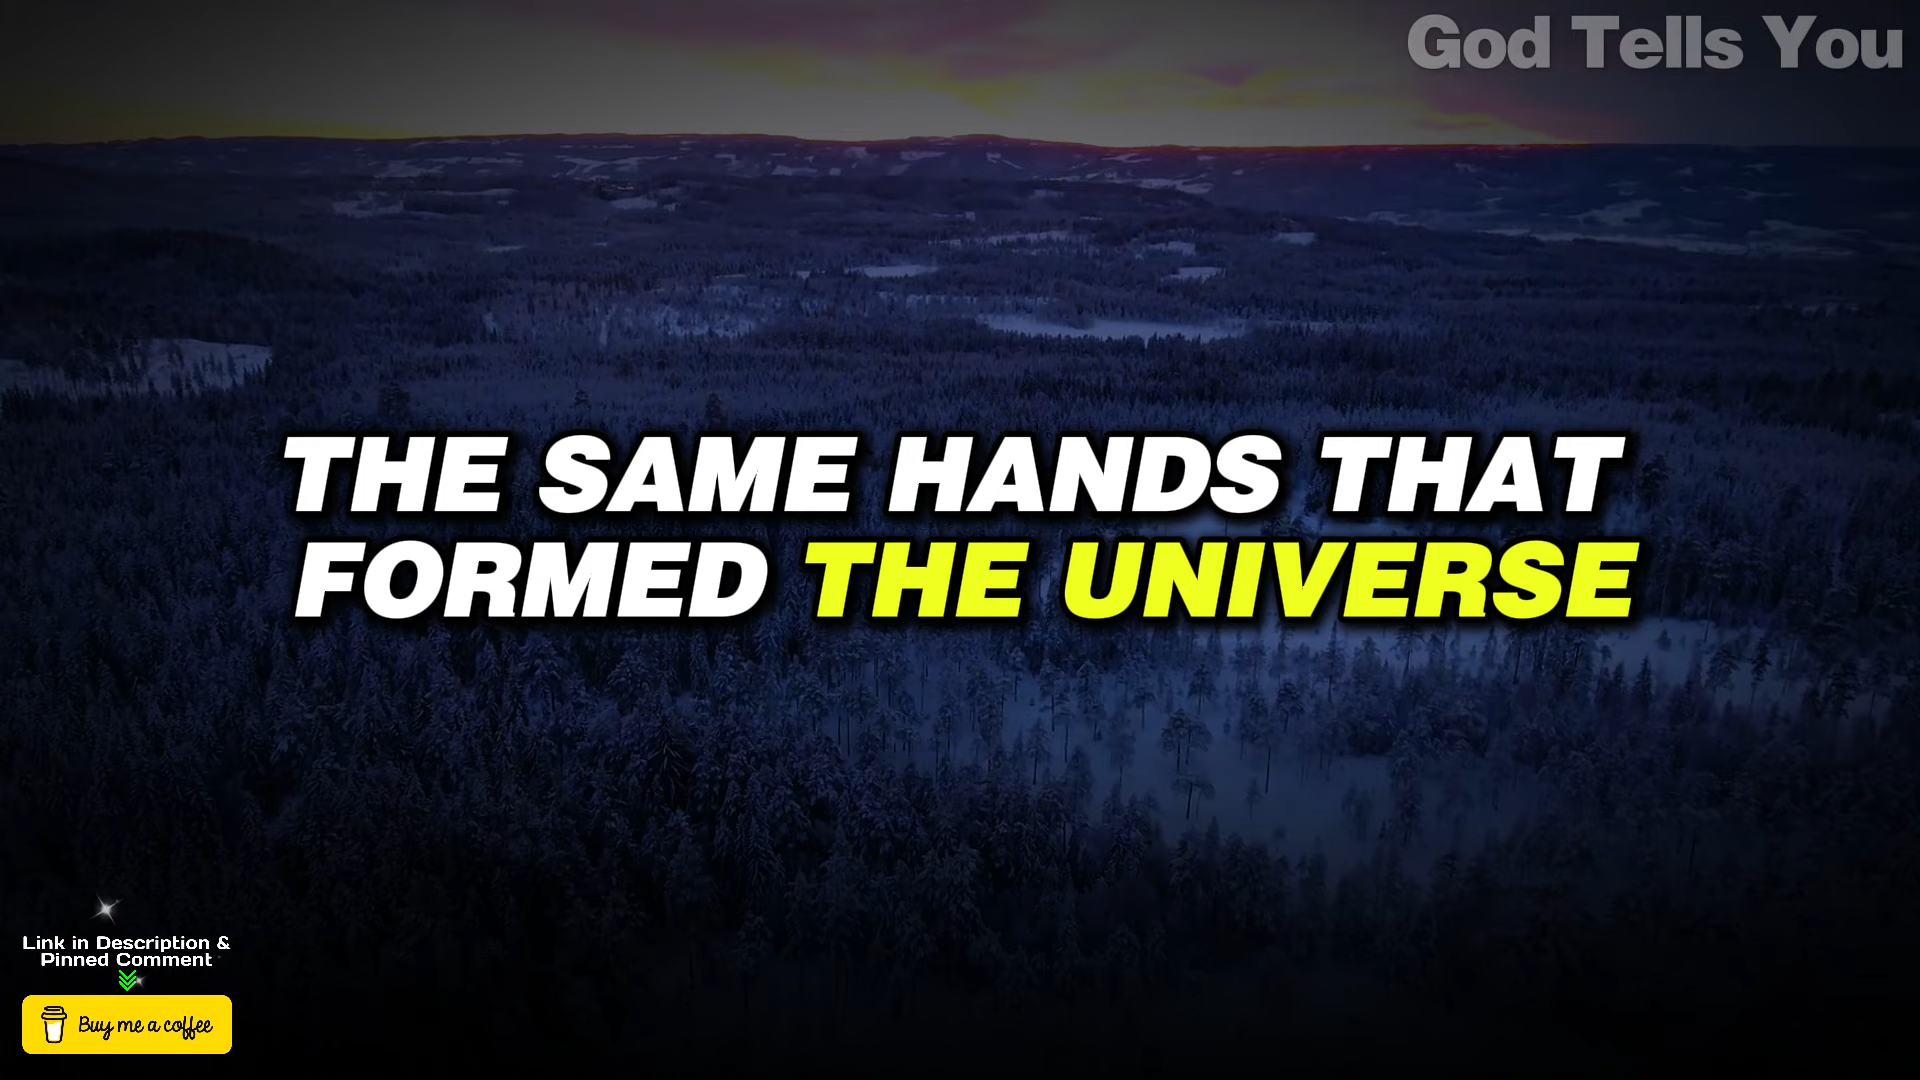 God Tells You
THE SAME HANDS THAT
FORMED THE UNIVERSE
Link in Description &
Pinned Comment
Buy me a coffee